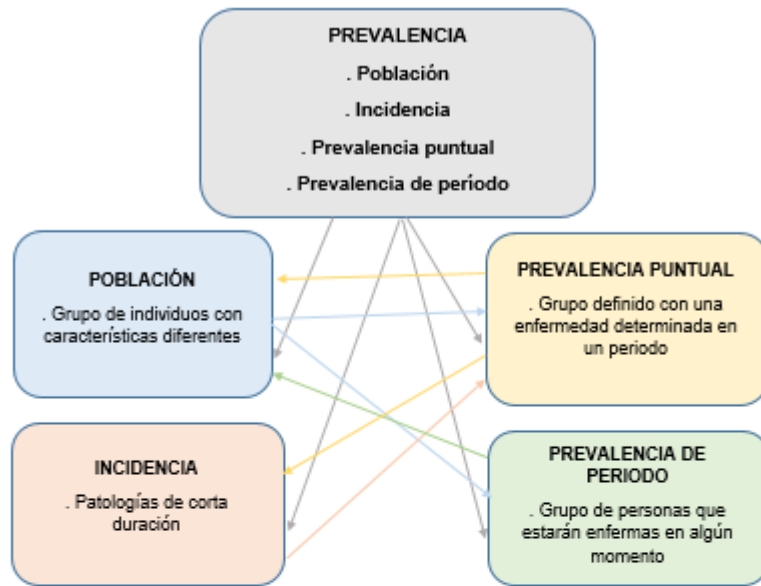 PREVALENCIA
. Población
. Incidencia
. Prevalencia puntual
. Prevalencia de período
POBLACIÓN
. Grupo de individuos con
características diferentes
PREVALENCIA PUNTUAL
. Grupo definido con una
enfermedad determinada en
un periodo
INCIDENCIA
. Patologías de corta
duración
PREVALENCIA DE
PERIODO
. Grupo de personas que
estarán enfermas en algún
momento